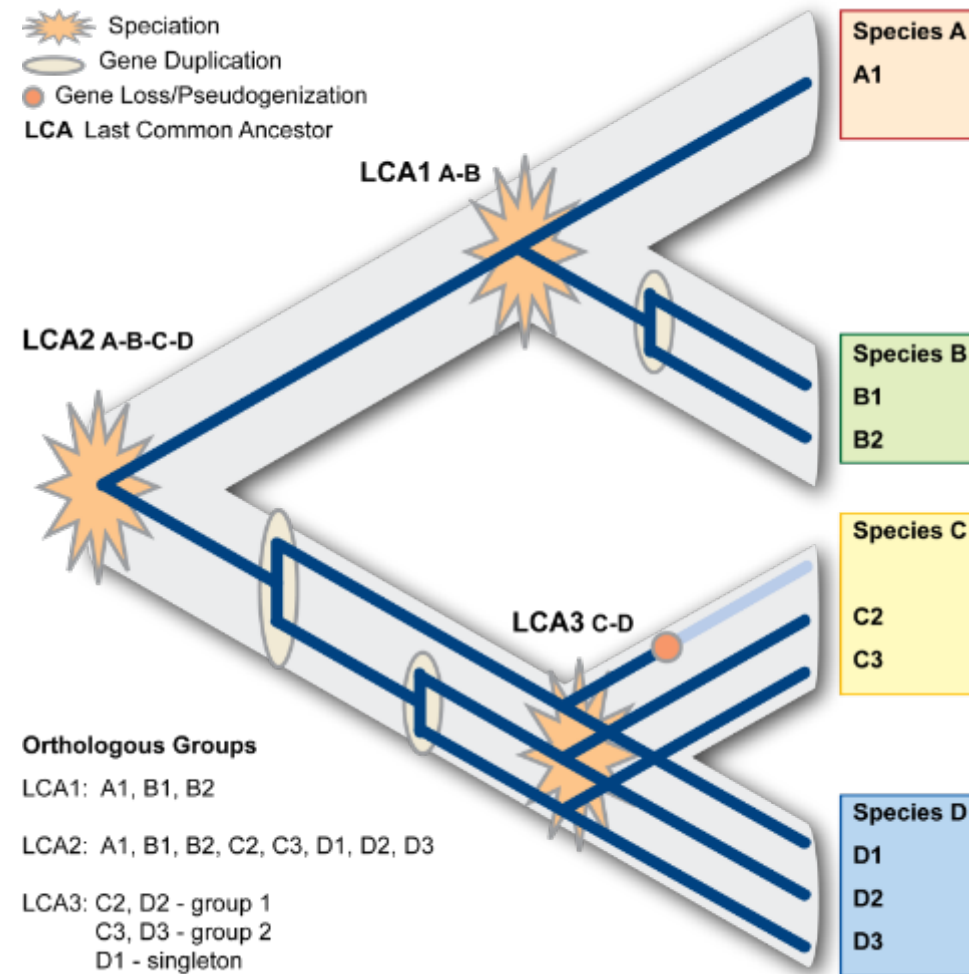 Speciation
Gene Duplication
Gene Loss/Pseudogenization
LCA Last Common Ancestor
LCA1 A-B
LCA2 A-B-C-D
LCA3 C-D
Species A
A1
Species B
B1
B2
Species C
C2
C3
Species D
D1
D2
D3
Orthologous Groups
LCA1: A1, B1, B2
LCA2: A1, B1, B2, C2, C3, D1, D2, D3
LCA3: C2, D2 - group 1
C3, D3 - group 2
D1 - singleton